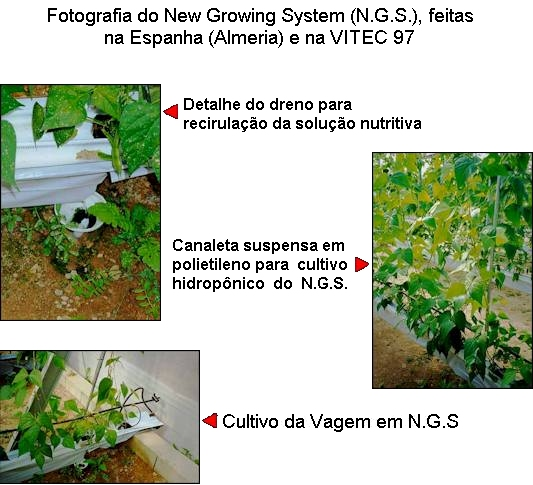 Fotografia do New Growing System (N.G.S.), feitas
na Espanha (Almeria) e na VITEC 97
Detalhe do dreno para
recirulação da solução nutritiva
Canaleta suspensa em
polietileno para cultivo
hidropônico do N.G.S.
Cultivo da Vagem em N.G.S